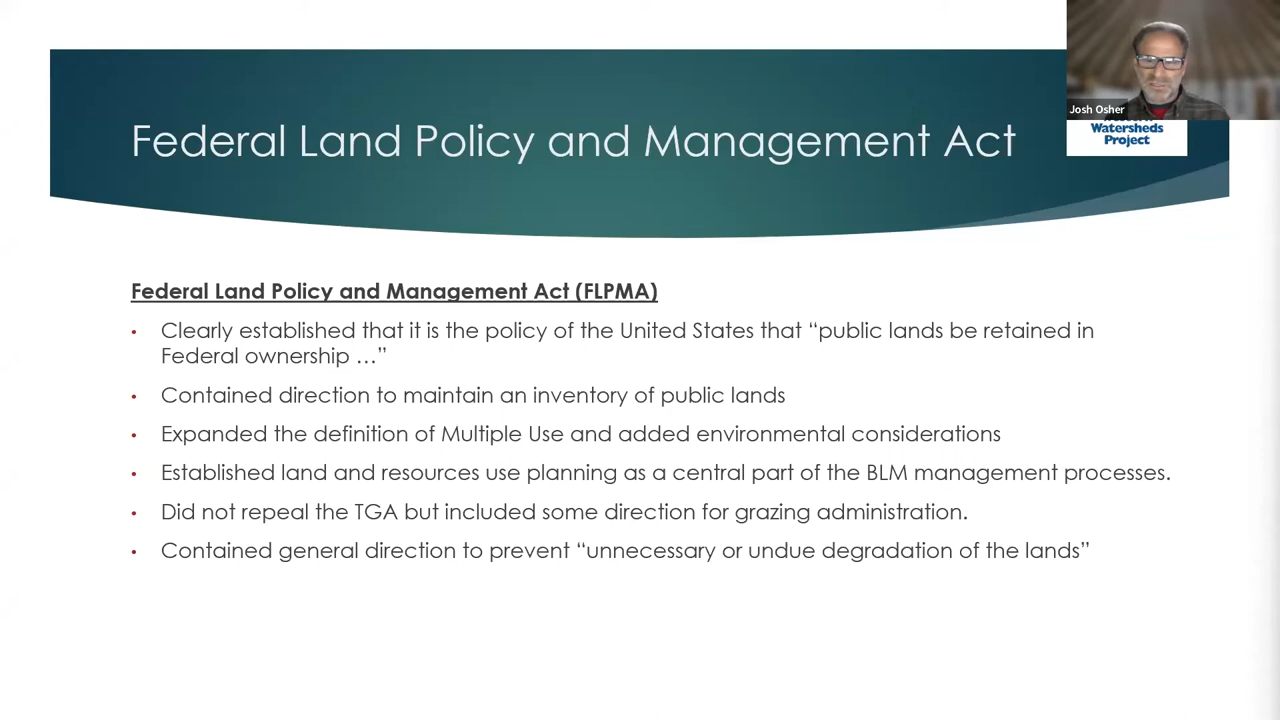 Federal Land Policy and Management Act
Josh Osher
Watersheds
Project
Federal Land Policy and Management Act (FLPMA)
• Clearly established that it is the policy of the United States that “public lands be retained in
Federal ownership …”
• Contained direction to maintain an inventory of public lands
• Expanded the definition of Multiple Use and added environmental considerations
• Established land and resources use planning as a central part of the BLM management processes.
• Did not repeal the TGA but included some direction for grazing administration.
• Contained general direction to prevent “unnecessary or undue degradation of the lands”